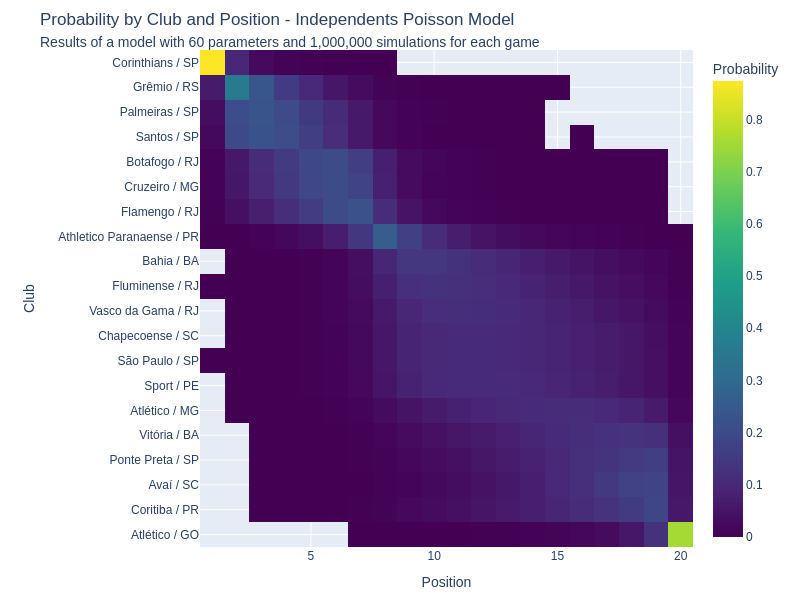 Probability by Club and Position - Independents Poisson Model
Results of a model with 60 parameters and 1,000,000 simulations for each game
Probability
Corinthians / SP
Grêmio / RS
Palmeiras / SP
Santos / SP
Botafogo / RJ
Cruzeiro / MG
Flamengo / RJ
Athletico Paranaense / PR
Bahia / BA
Fluminense / RJ
Vasco da Gama / RJ
Chapecoense / SC
São Paulo / SP
Sport / PE
Atlético / MG
Vitória / BA
Ponte Preta / SP
Avaí / SC
Coritiba / PR
Atlético / GO
Club
5
10
15
20
Position
0.8
0.7
0.6
0.5
0.4
0.3
0.2
0.1
0